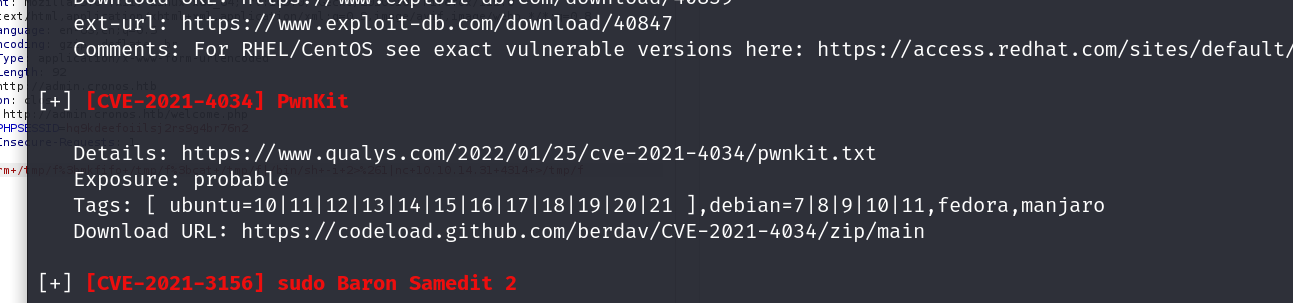 Download URL: https://www.exploit-db.com/download/40839
ext-url: https://www.exploit-db.com/download/40847
Comments: For RHEL/CentOS see exact vulnerable versions here: https://access.redhat.com/sites/default/
[+] [CVE-2021-4034] PwnKit
Details: https://www.qualys.com/2022/01/25/cve-2021-4034/pwnkit.txt
Exposure: probable
Tags: [ ubuntu=10|11|12|13|14|15|16|17|18|19|20|21 ],debian=7|8|9|10|11,fedora,manjaro
Download URL: https://codeload.github.com/berdav/CVE-2021-4034/zip/main
[+] [CVE-2021-3156] sudo Baron Samedit 2